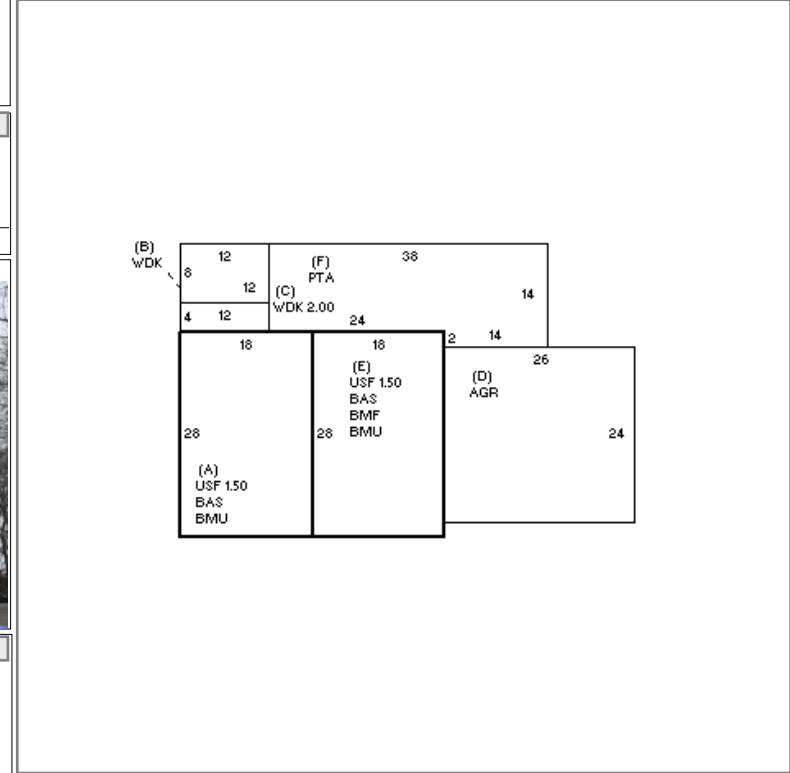 (B)
WDK
12
8
12
(F)
PTA
38
14
(C)
WDK 2.00
4
12
24
2
14
18
18
26
(E)
USF 1.50
BAS
BMF
BMU
(D)
AGR
28
28
24
(A)
USF 1.50
BAS
BMU